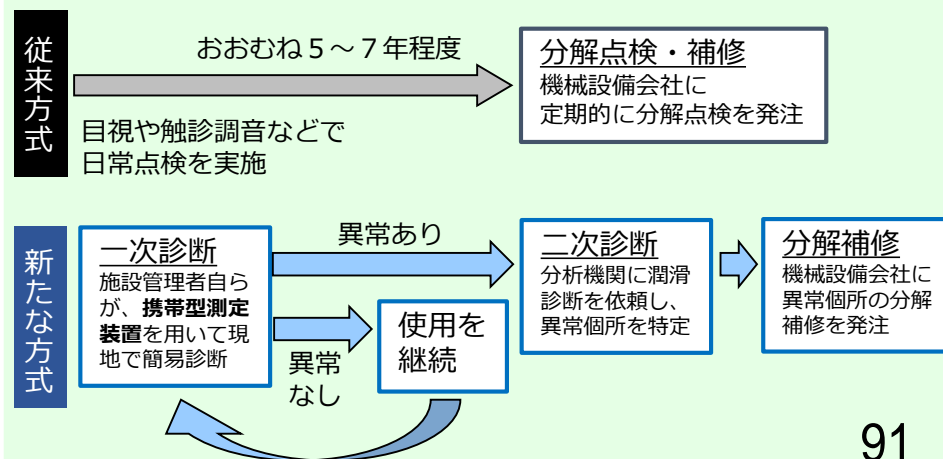 従来方式
おおむね5～7年程度
目視や触診調音などで
日常点検を実施
分解点検・補修
機械設備会社に
定期的に分解点検を発注
新たな方式
一次診断
施設管理者自ら
が、携帯型測定
装置を用いて現
地で簡易診断
異常あり
異常
なし
使用を
継続
二次診断
分析機関に潤滑
診断を依頼し、
異常個所を特定
分解補修
機械設備会社に
異常個所の分解
補修を発注
91